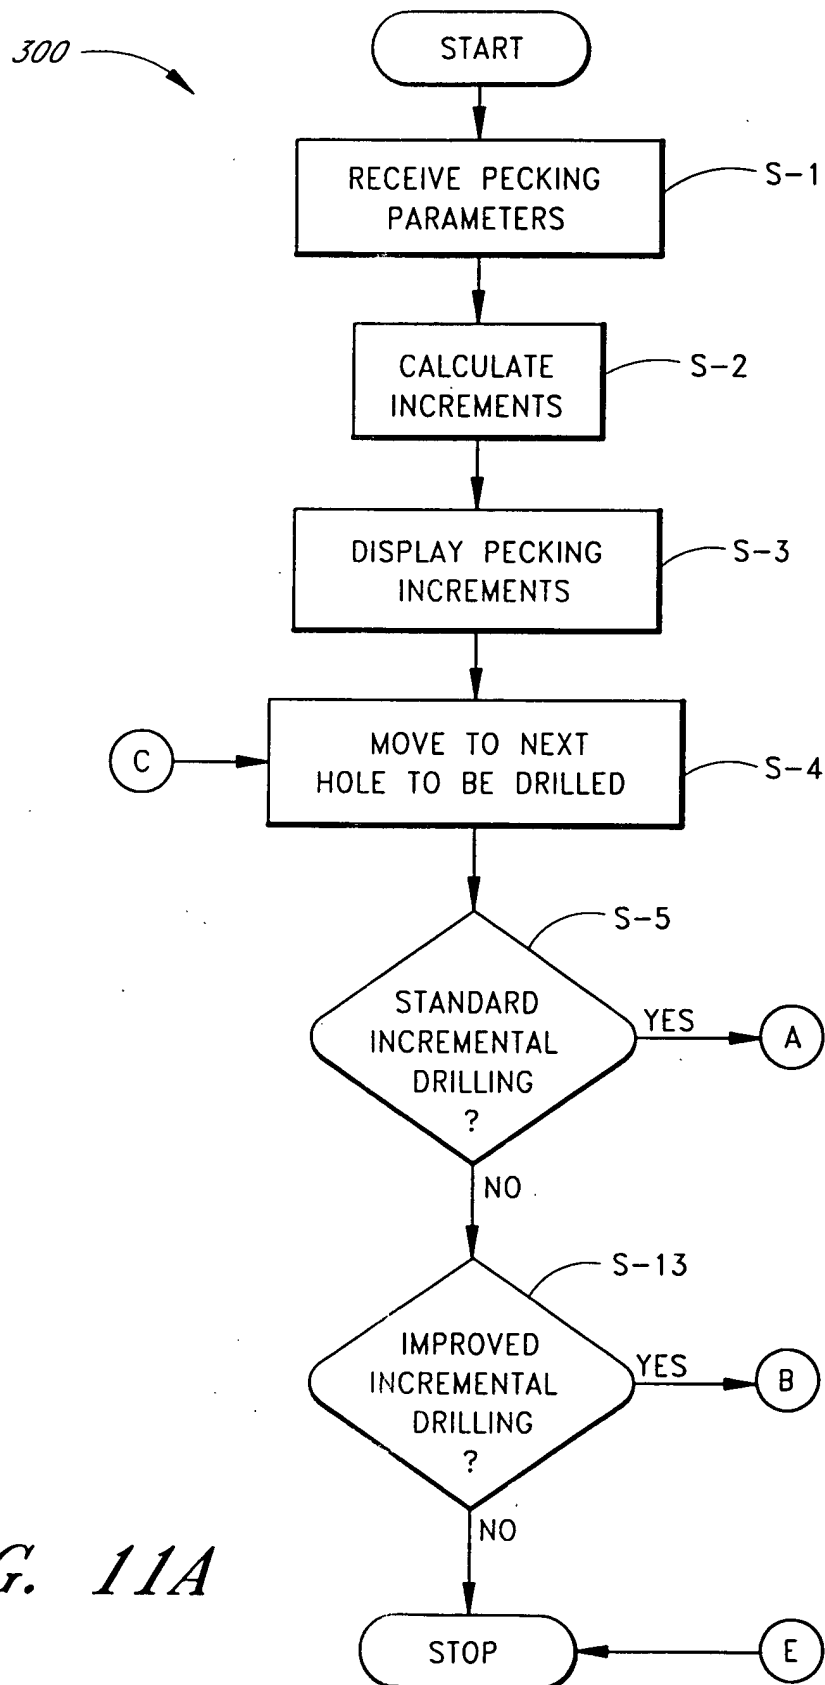 300
START
RECEIVE PECKING
PARAMETERS
S-1
CALCULATE
INCREMENTS
S-2
DISPLAY PECKING
INCREMENTS
S-3
C
MOVE TO NEXT
HOLE TO BE DRILLED
S-4
S-5
STANDARD
INCREMENTAL
DRILLING
?
YES
A
NO
S-13
IMPROVED
INCREMENTAL
DRILLING
?
YES
B
NO
G. 11A
STOP
E